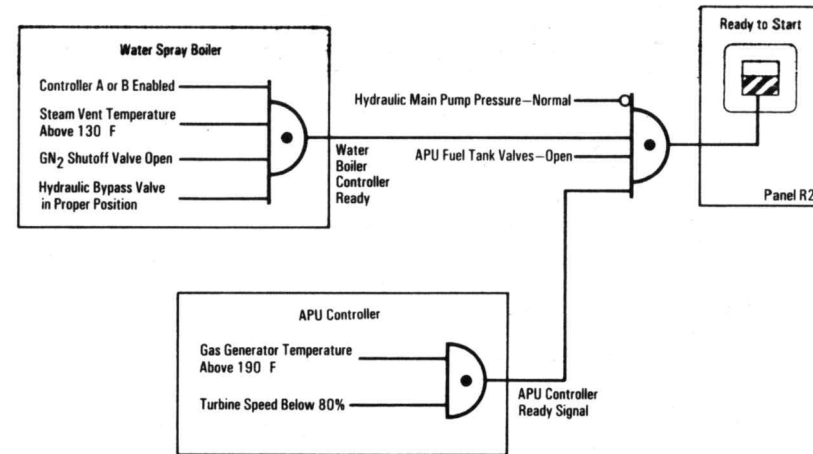 Water Spray Boiler
Controller A or B Enabled
Steam Vent Temperature
Above 130 F
GN2 Shutoff Valve Open
Hydraulic Bypass Valve
in Proper Position
Water
Boiler
Controller
Ready
Hydraulic Main Pump Pressure—Normal
APU Fuel Tank Valves—Open
Ready to Start
Panel R2
APU Controller
Gas Generator Temperature
Above 190 F
Turbine Speed Below 80%
APU Controller
Ready Signal